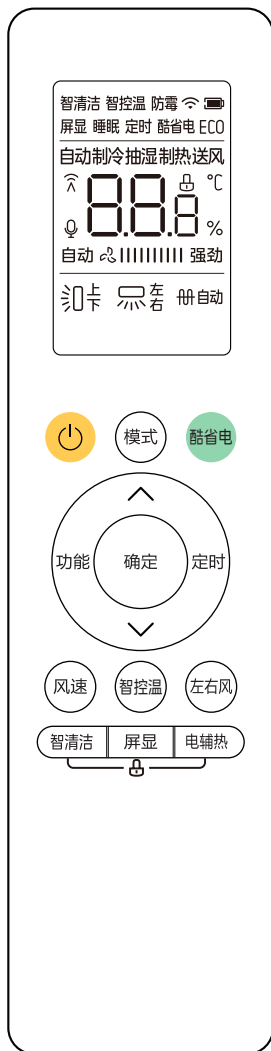 智清洁 智控温 防霉
屏显 睡眠 定时 酷省电 ECO
自动制冷抽湿制热送风
88.8 ℃
%
自动 强劲
上下 左右 自动
模式 酷省电
功能 确定 定时
风速 智控温 左右风
智清洁 屏显 电辅热